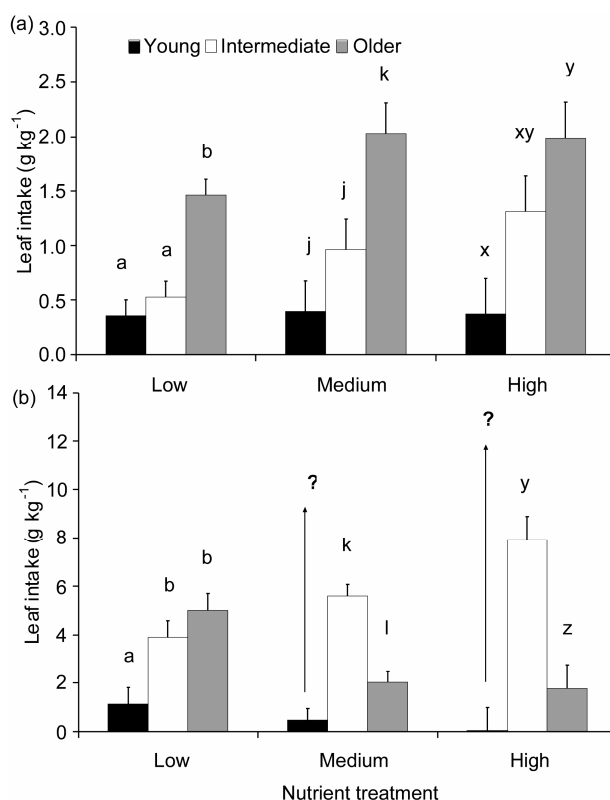 (a)
Young Intermediate Older
Leaf intake (g kg⁻¹)
3.0
2.5
2.0
1.5
1.0
0.5
0.0
a a b
j j k
x xy y
Low Medium High
(b)
Leaf intake (g kg⁻¹)
14
12
10
8
6
4
2
0
a b b
? k l
? y z
Low Medium High
Nutrient treatment